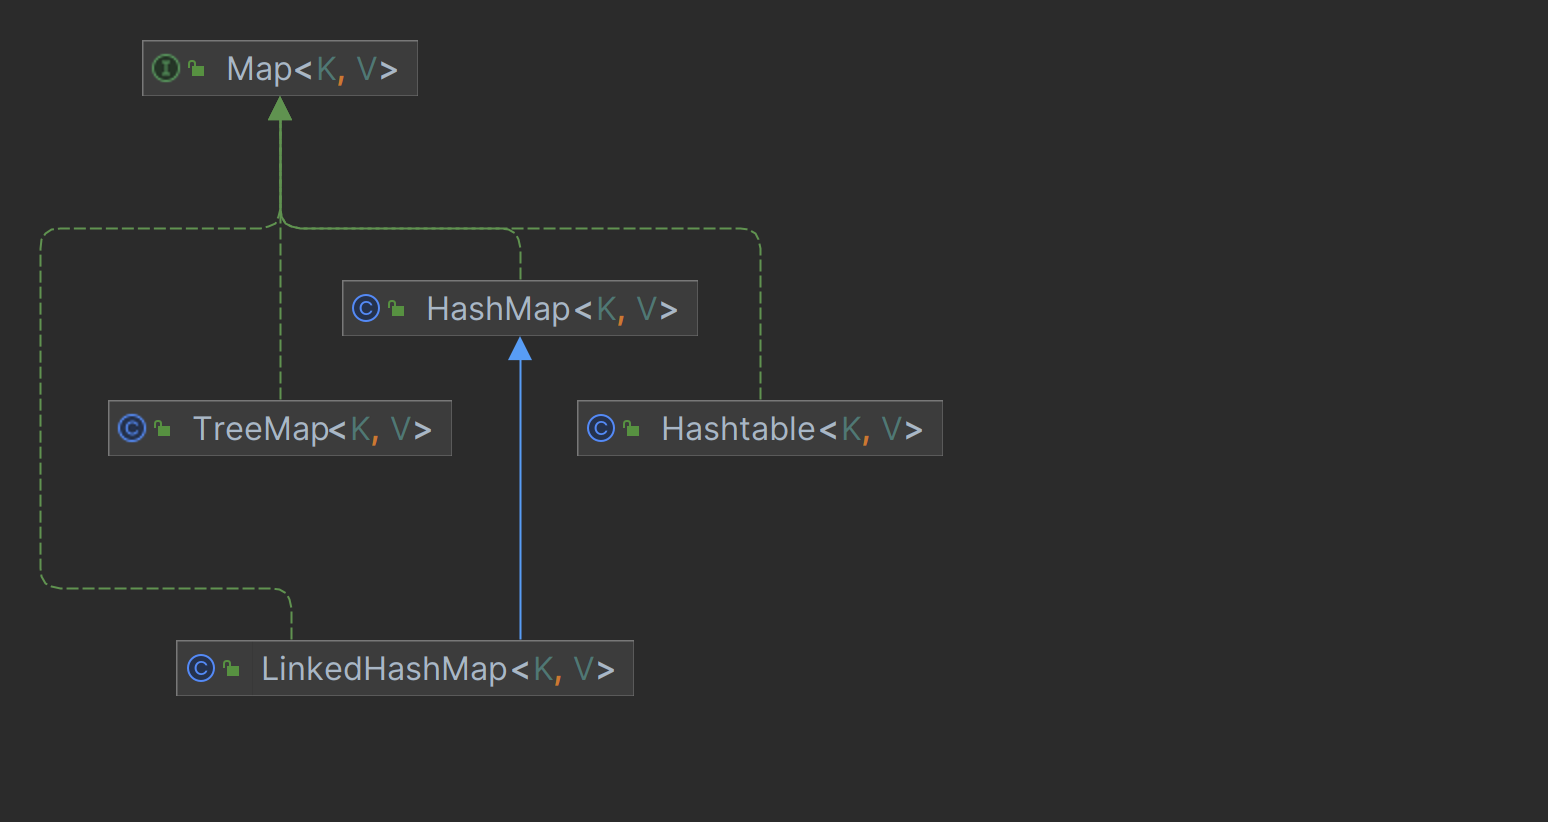 Map<K, V>
HashMap<K, V>
TreeMap<K, V>
Hashtable<K, V>
LinkedHashMap<K, V>